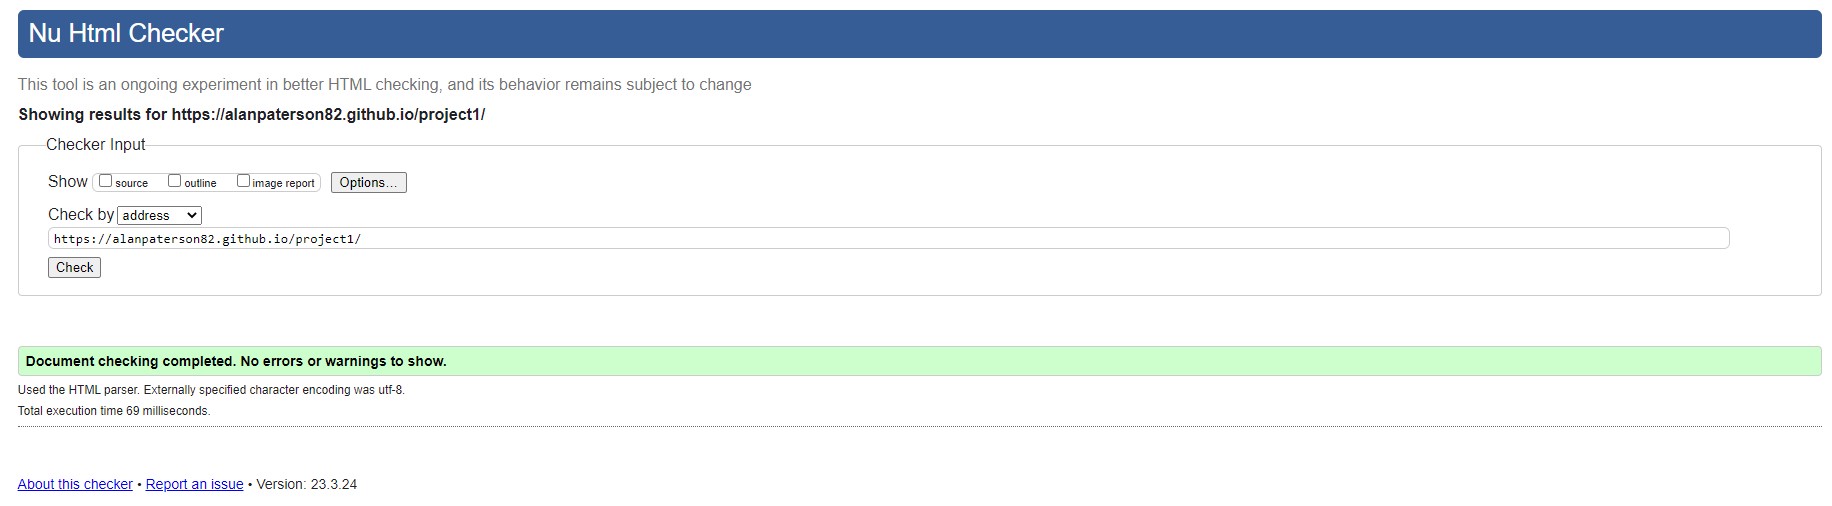 Nu Html Checker
This tool is an ongoing experiment in better HTML checking, and its behavior remains subject to change
Showing results for https://alanpaterson82.github.io/project1/
Checker Input
Show source outline image report Options...
Check by address
https://alanpaterson82.github.io/project1/
Check
Document checking completed. No errors or warnings to show.
Used the HTML parser. Externally specified character encoding was utf-8.
Total execution time 69 milliseconds.
About this checker • Report an issue • Version: 23.3.24